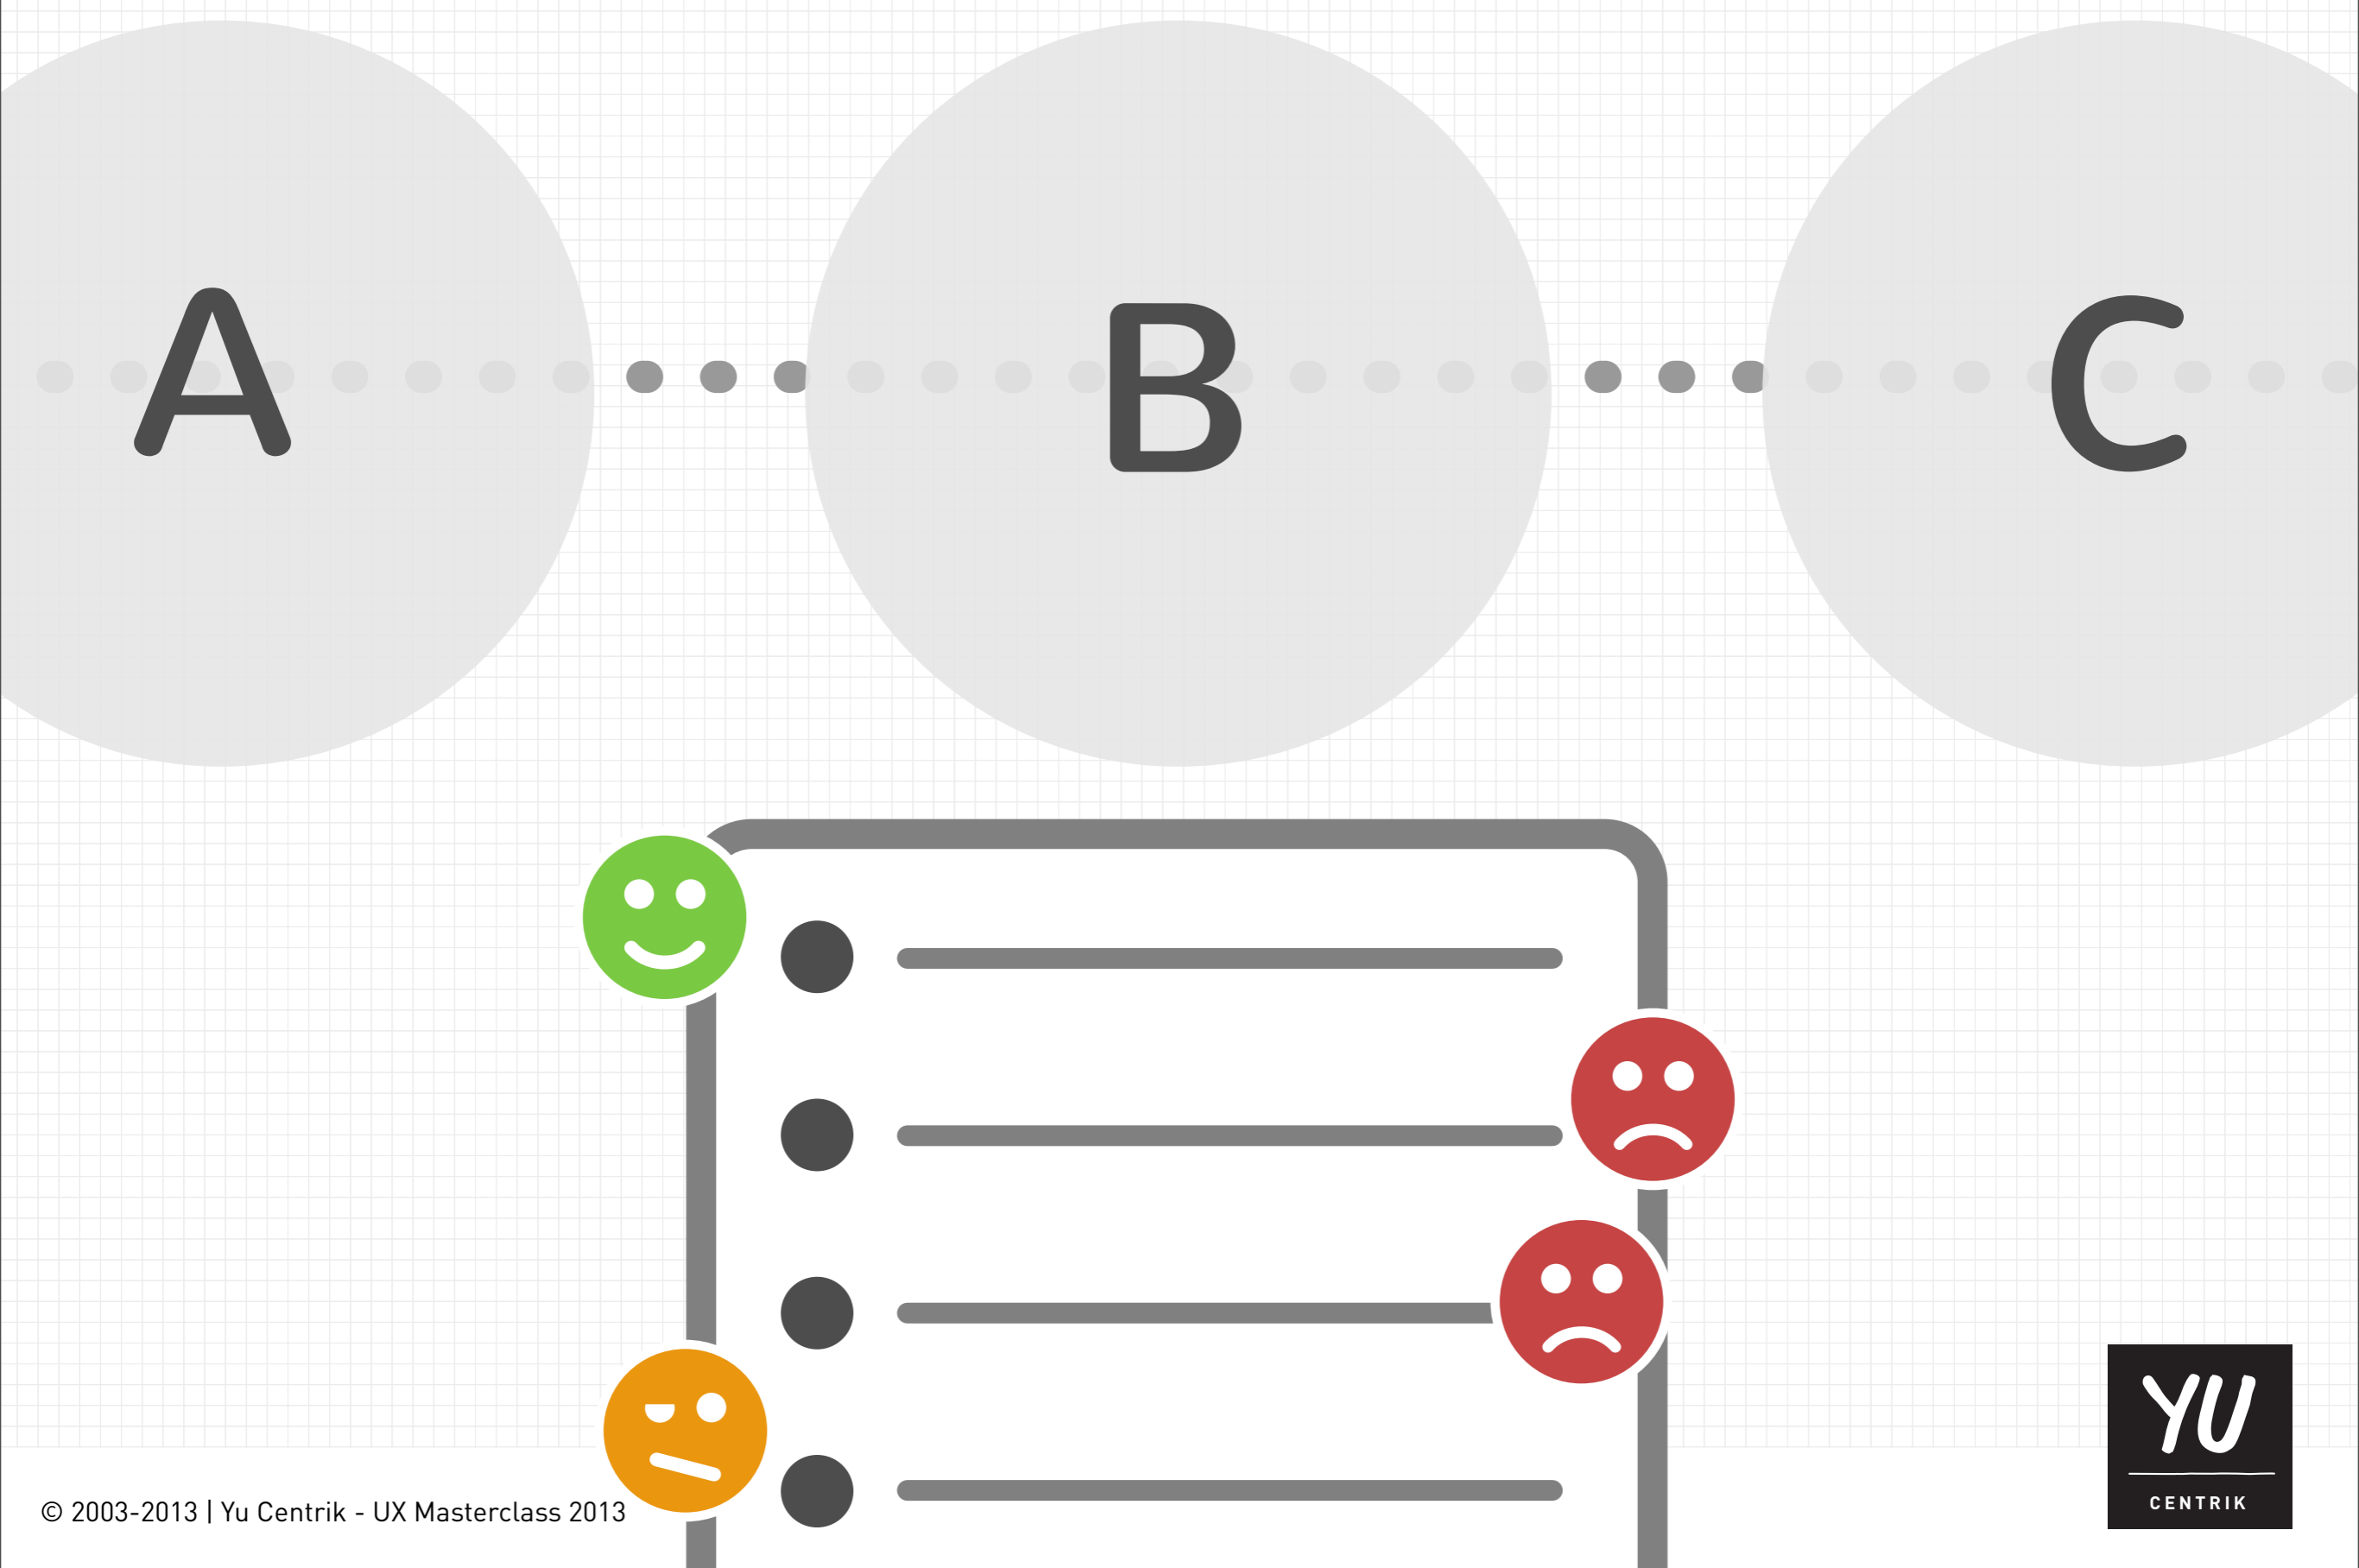 A
B
C
© 2003-2013 | Yu Centrik - UX Masterclass 2013
YU
CENTRIK